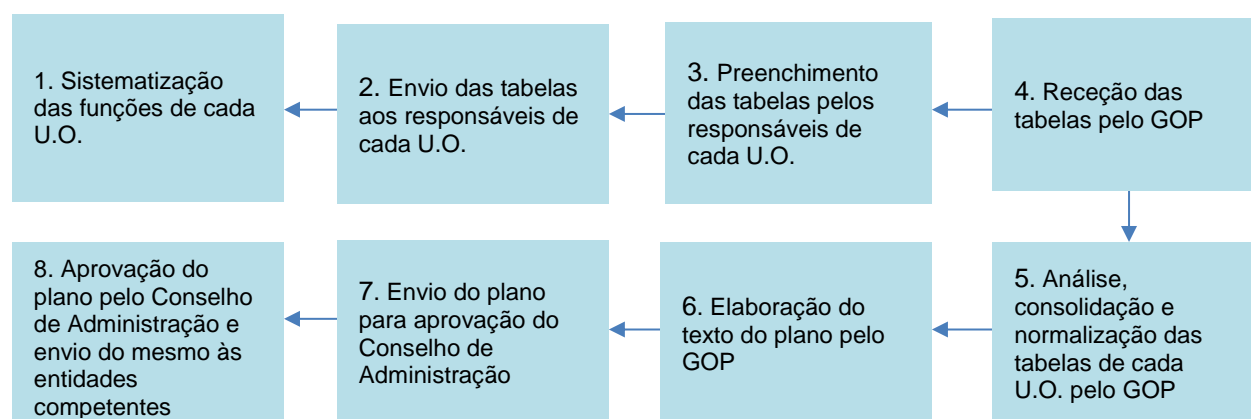 1. Sistematização
das funções de cada
U.O.
2. Envio das tabelas
aos responsáveis de
cada U.O.
3. Preenchimento
das tabelas pelos
responsáveis de
cada U.O.
4. Receção das
tabelas pelo GOP
5. Análise,
consolidação e
normalização das
tabelas de cada
U.O. pelo GOP
6. Elaboração do
texto do plano pelo
GOP
7. Envio do plano
para aprovação do
Conselho de
Administração
8. Aprovação do
plano pelo Conselho
de Administração e
envio do mesmo às
entidades
competentes